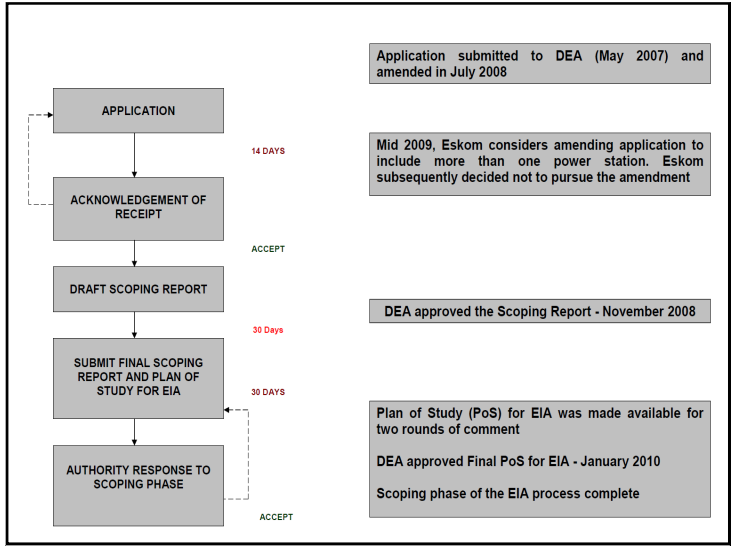 APPLICATION
14 DAYS
ACKNOWLEDGEMENT OF
RECEIPT
ACCEPT
DRAFT SCOPING REPORT
30 Days
SUBMIT FINAL SCOPING
REPORT AND PLAN OF
STUDY FOR EIA
30 DAYS
AUTHORITY RESPONSE TO
SCOPING PHASE
ACCEPT
Application submitted to DEA (May 2007) and
amended in July 2008
Mid 2009, Eskom considers amending application to
include more than one power station. Eskom
subsequently decided not to pursue the amendment
DEA approved the Scoping Report - November 2008
Plan of Study (PoS) for EIA was made available for
two rounds of comment
DEA approved Final PoS for EIA - January 2010
Scoping phase of the EIA process complete